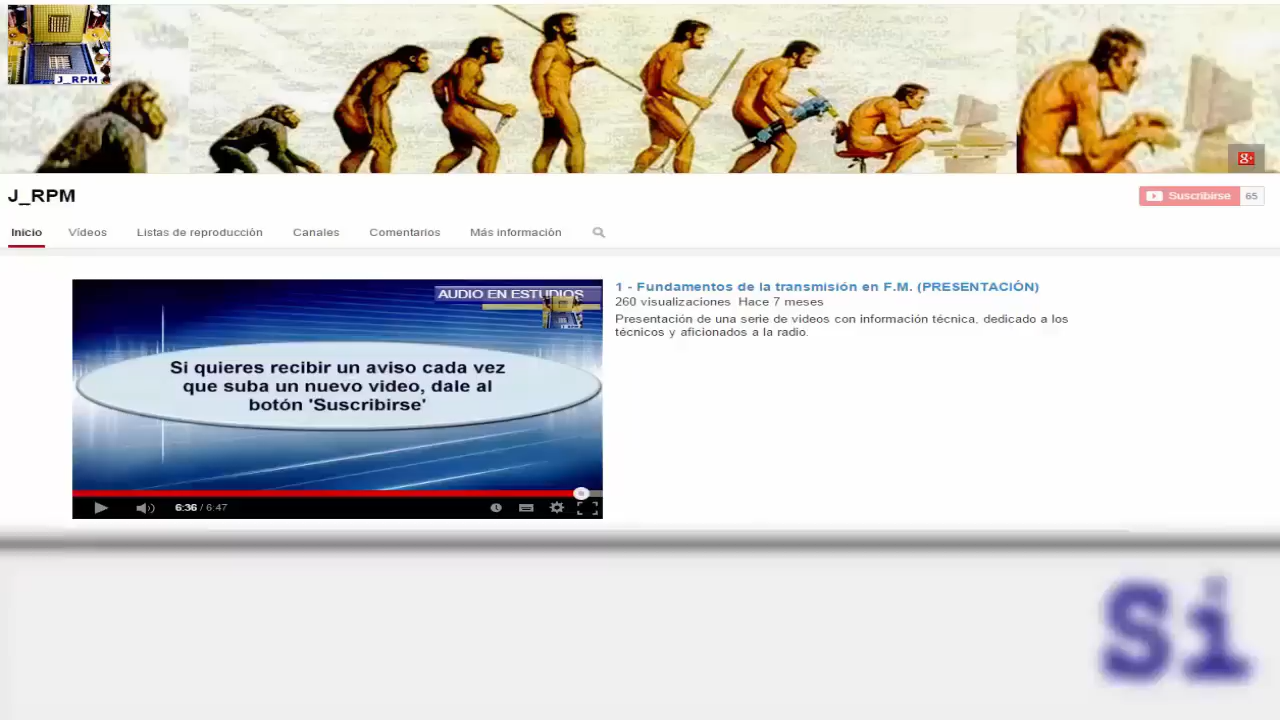 J_RPM
g+
J_RPM
Suscribirse 65
Inicio Vídeos Listas de reproducción Canales Comentarios Más información
AUDIO EN ESTUDIOS
Si quieres recibir un aviso cada vez
que suba un nuevo video, dale al
botón 'Suscribirse'
6:36 / 6:47
1 - Fundamentos de la transmisión en F.M. (PRESENTACIÓN)
260 visualizaciones Hace 7 meses
Presentación de una serie de videos con información técnica, dedicado a los
técnicos y aficionados a la radio.
Si